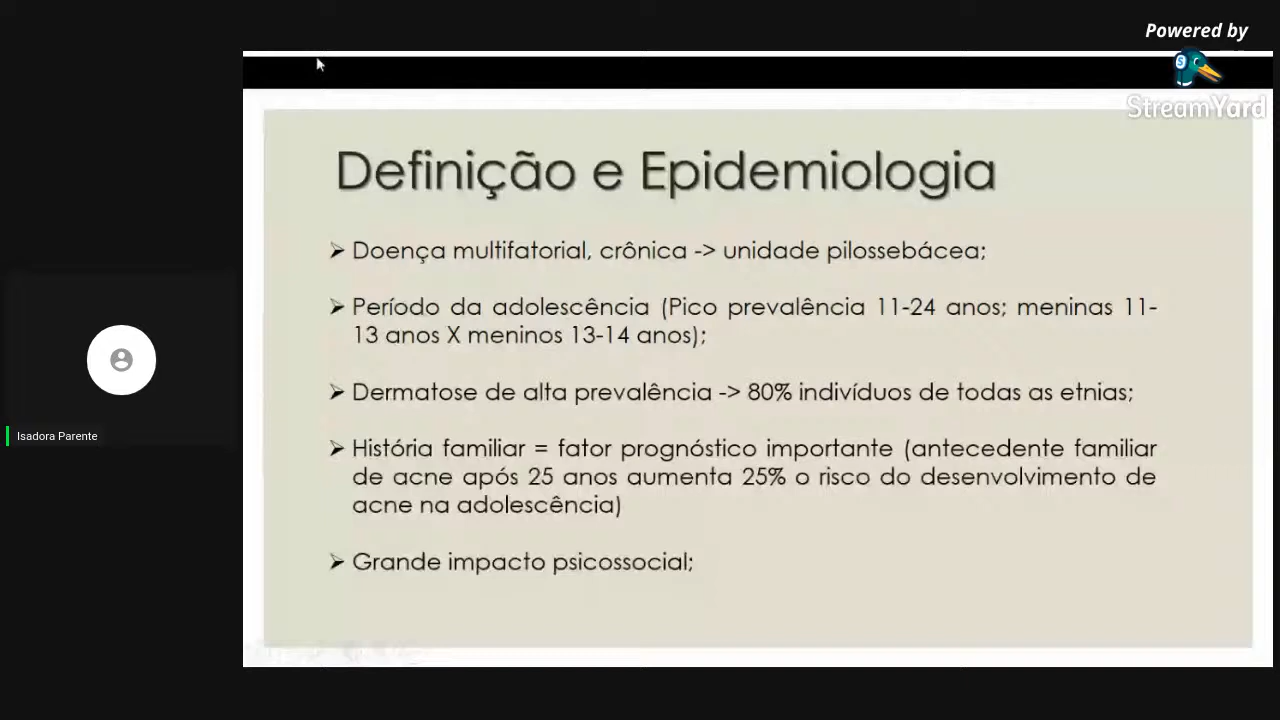 Powered by
StreamYard
Definição e Epidemiologia
➢ Doença multifatorial, crônica -> unidade pilossebácea;
➢ Período da adolescência (Pico prevalência 11-24 anos; meninas 11-
13 anos X meninos 13-14 anos);
➢ Dermatose de alta prevalência -> 80% indivíduos de todas as etnias;
➢ História familiar = fator prognóstico importante (antecedente familiar
de acne após 25 anos aumenta 25% o risco do desenvolvimento de
acne na adolescência)
➢ Grande impacto psicossocial;
Isadora Parente